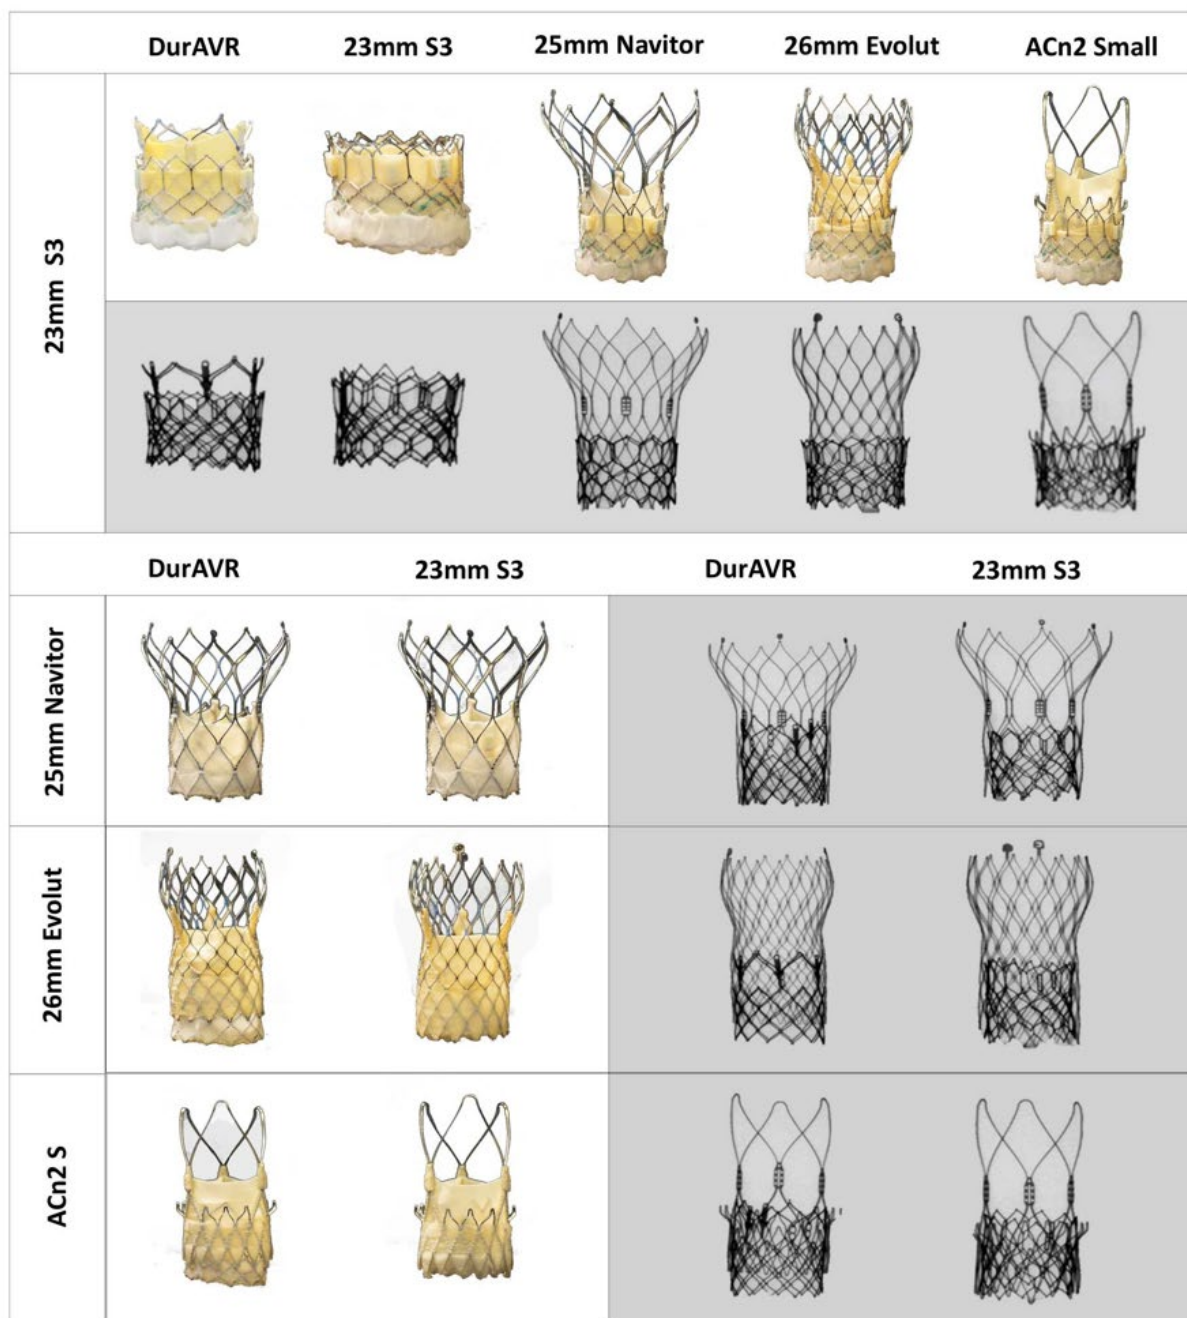 DurAVR 23mm S3 25mm Navitor 26mm Evolut ACn2 Small
23mm S3
DurAVR 23mm S3 DurAVR 23mm S3
25mm Navitor
26mm Evolut
ACn2 S